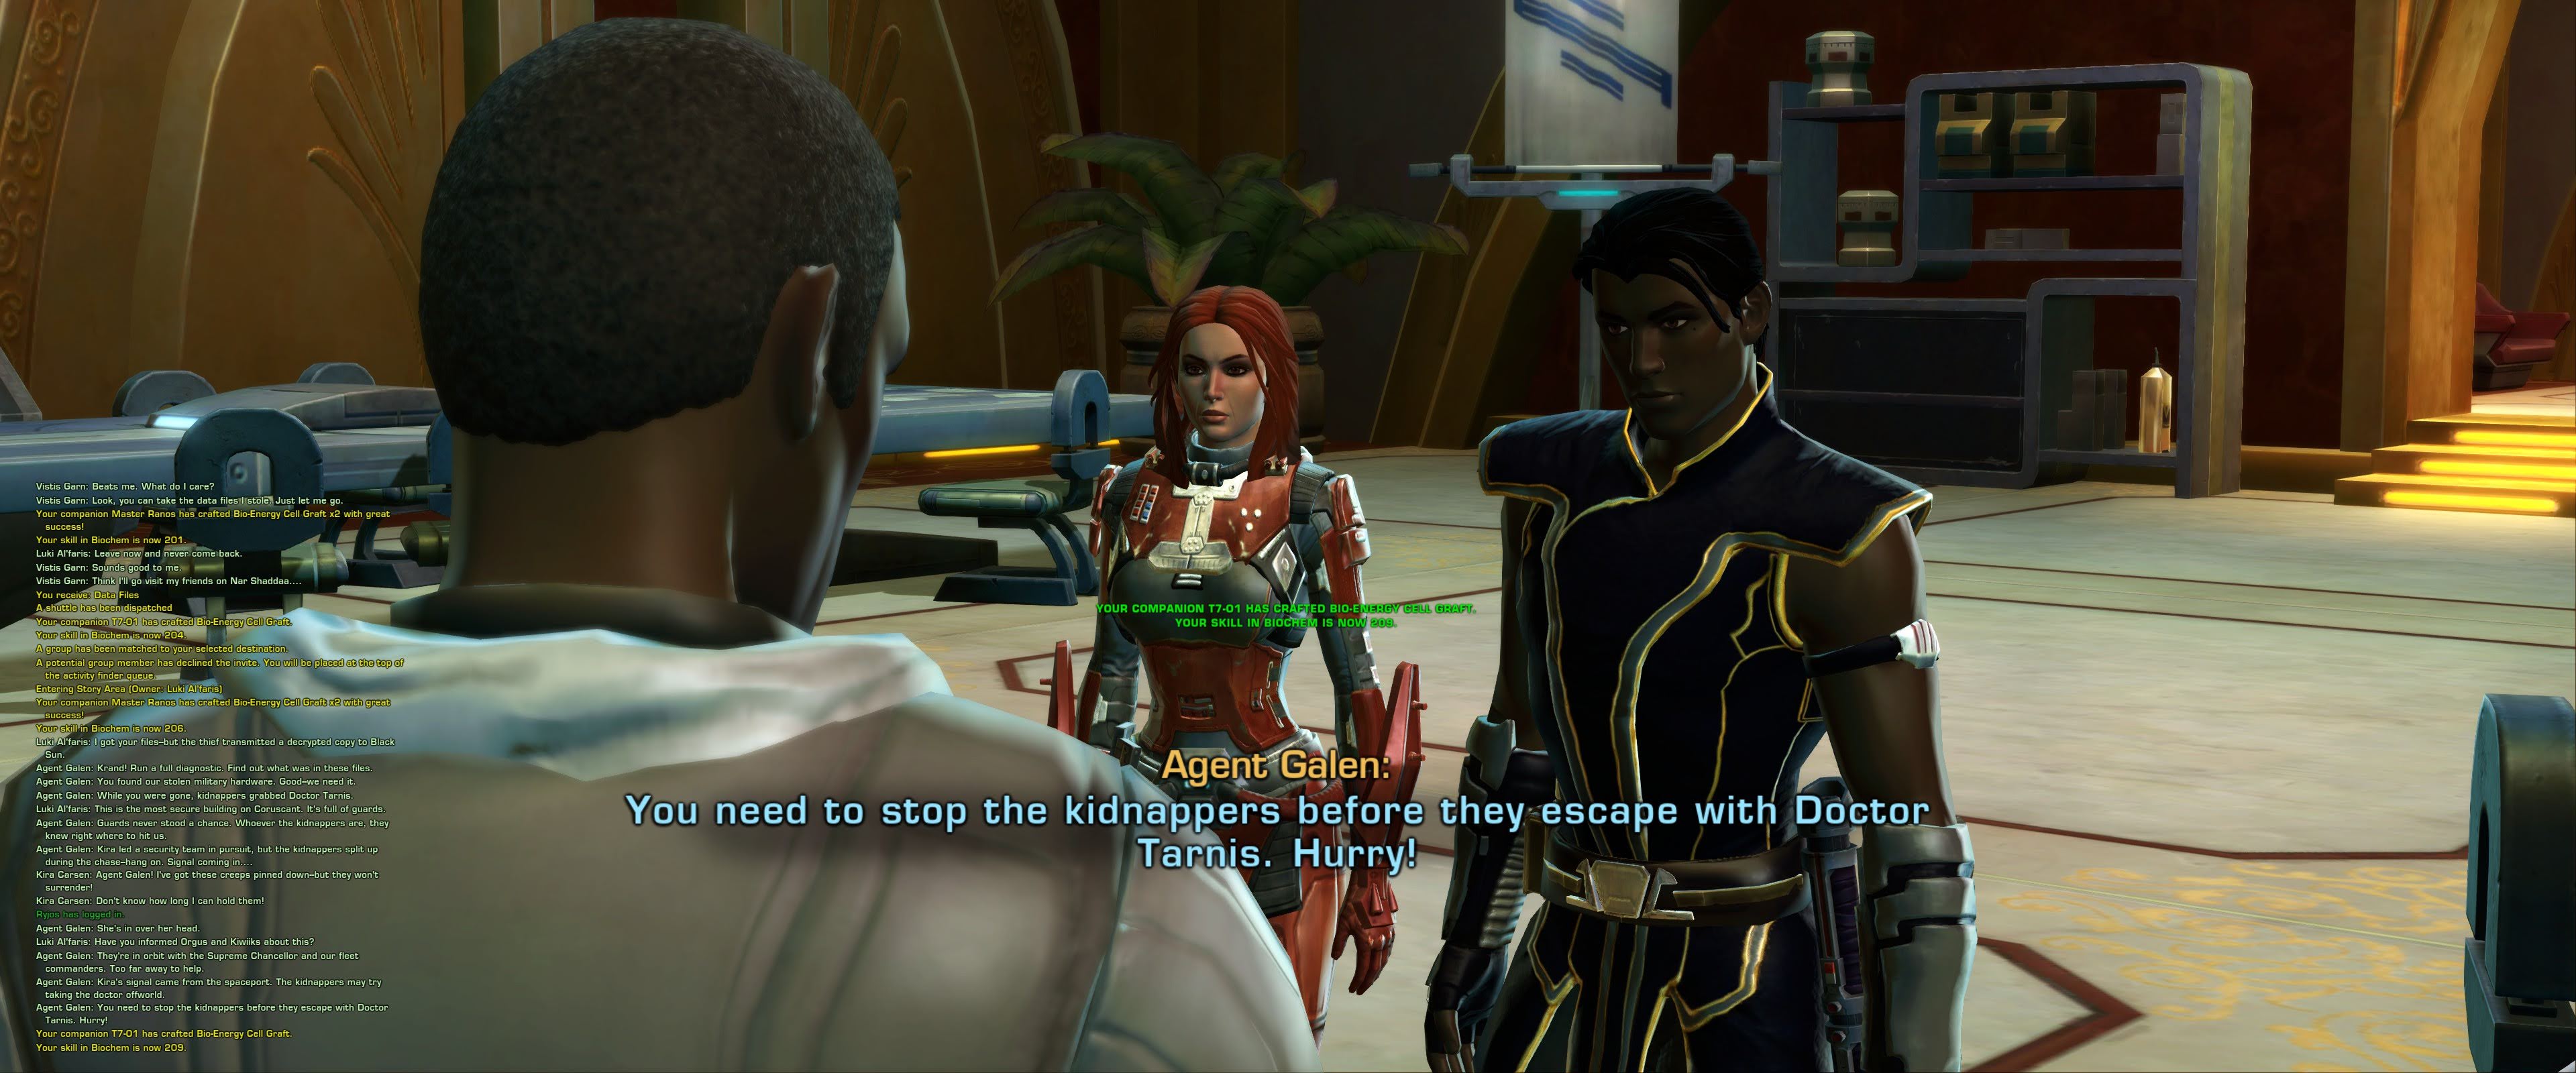 Vistis Garn: Beats me. What do I care?
Vistis Garn: Look, you can take the data files I stole. Just let me go.
Your companion Master Ranos has crafted Bio-Energy Cell Graft x2 with great
success!
Your skill in Biochem is now 201.
Luki Al'faris: Leave now and never come back.
Vistis Garn: Sounds good to me.
Vistis Garn: Think I'll go visit my friends on Nar Shaddaa....
You receive: Data Files
A shuttle has been dispatched
Your companion T7-01 has crafted Bio-Energy Cell Graft.
Your skill in Biochem is now 204.
A group has been matched to your selected destination.
A potential group member has declined the invite. You will be placed at the top of
the activity finder queue.
Entering Story Area (Owner: Luki Al'faris)
Your companion Master Ranos has crafted Bio-Energy Cell Graft x2 with great
success!
Your skill in Biochem is now 206.
Luki Al'faris: I got your files—but the thief transmitted a decrypted copy to Black
Sun.
Agent Galen: Krand! Run a full diagnostic. Find out what was in these files.
Agent Galen: You found our stolen military hardware. Good—we need it.
Agent Galen: While you were gone, kidnappers grabbed Doctor Tarnis.
Luki Al'faris: This is the most secure building on Coruscant. It's full of guards.
Agent Galen: Guards never stood a chance. Whoever the kidnappers are, they
knew right where to hit us.
Agent Galen: Kira led a security team in pursuit, but the kidnappers split up
during the chase—hang on. Signal coming in....
Kira Carsen: Agent Galen! I've got these creeps pinned down—but they won't
surrender!
Kira Carsen: Don't know how long I can hold them!
Ryjos has logged in.
Agent Galen: She's in over her head.
Luki Al'faris: Have you informed Orgus and Kiwiiks about this?
Agent Galen: They're in orbit with the Supreme Chancellor and our fleet
commanders. Too far away to help.
Agent Galen: Kira's signal came from the spaceport. The kidnappers may try
taking the doctor offworld.
Agent Galen: You need to stop the kidnappers before they escape with Doctor
Tarnis. Hurry!
Your companion T7-01 has crafted Bio-Energy Cell Graft.
Your skill in Biochem is now 209.
YOUR COMPANION T7-01 HAS CRAFTED BIO-ENERGY CELL GRAFT.
YOUR SKILL IN BIOCHEM IS NOW 209.
Agent Galen:
You need to stop the kidnappers before they escape with Doctor
Tarnis. Hurry!